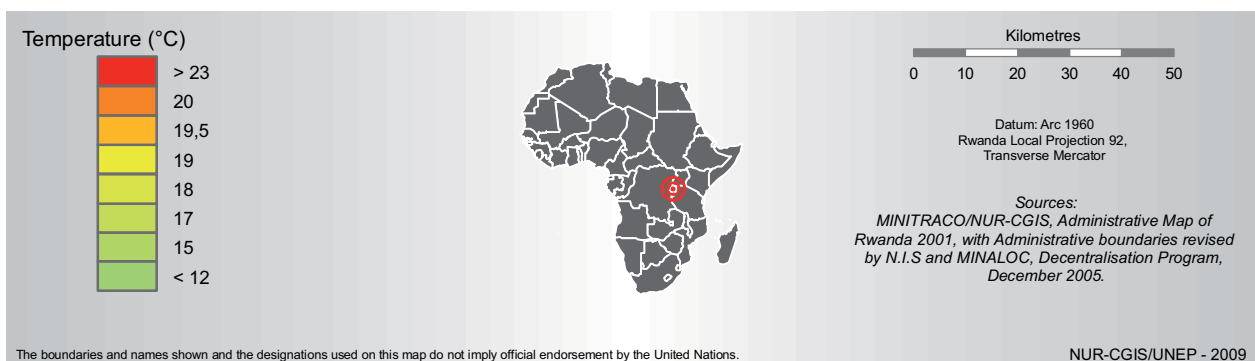 Temperature (°C)
> 23
20
19,5
19
18
17
15
< 12
Kilometres
0 10 20 30 40 50
Datum: Arc 1960
Rwanda Local Projection 92,
Transverse Mercator
Sources:
MINITRACO/NUR-CGIS, Administrative Map of
Rwanda 2001, with Administrative boundaries revised
by N.I.S and MINALOC, Decentralisation Program,
December 2005.
The boundaries and names shown and the designations used on this map do not imply official endorsement by the United Nations.
NUR-CGIS/UNEP - 2009